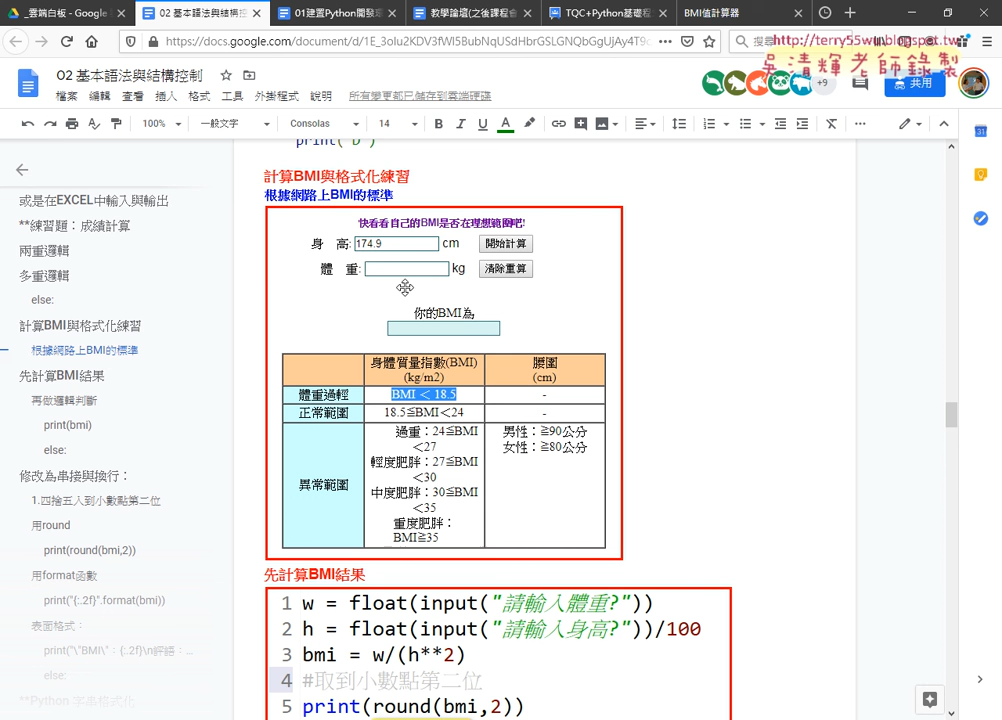 _雲端白板 - Google
02 基本語法與結構控
01建置Python開發環
教學論壇(之後課程會
TQC+Python基礎程
BMI值計算器
https://docs.google.com/document/d/1E_3olu2KDV3fWI5BubNqUSdHbrGSLGNQbGgUjAy4T9c
http://terry55wu.blogspot.tw
吳清輝老師錄製
02 基本語法與結構控制
檔案 編輯 查看 插入 格式 工具 外掛程式 說明 所有變更都已儲存到雲端硬碟
+9
共用
100% 一般文字 Consolas 14 B I U A
或是在EXCEL中輸入與輸出
**練習題：成績計算
兩重邏輯
多重邏輯
else:
計算BMI與格式化練習
根據網路上BMI的標準
先計算BMI結果
再做邏輯判斷
print(bmi)
else:
修改為串接與換行：
1.四捨五入到小數點第二位
用round
print(round(bmi,2))
用format函數
print("{:.2f}".format(bmi))
表面格式：
print("\"BMI\"：{:.2f}\n評語：...
else:
**Python 字串格式化
print("D")
計算BMI與格式化練習
根據網路上BMI的標準
快看看自己的BMI是否在理想範圍吧!
身 高: 174.9 cm 開始計算
體 重: kg 清除重算
你的BMI為
身體質量指數(BMI) (kg/m2) 腰圍 (cm)
體重過輕 BMI < 18.5 -
正常範圍 18.5≦BMI<24 -
異常範圍
過重：24≦BMI
<27
輕度肥胖：27≦BMI
<30
中度肥胖：30≦BMI
<35
重度肥胖：
BMI≧35
男性：≧90公分
女性：≧80公分
先計算BMI結果
1 w = float(input("請輸入體重?"))
2 h = float(input("請輸入身高?"))/100
3 bmi = w/(h**2)
4 #取到小數點第二位
5 print(round(bmi,2))